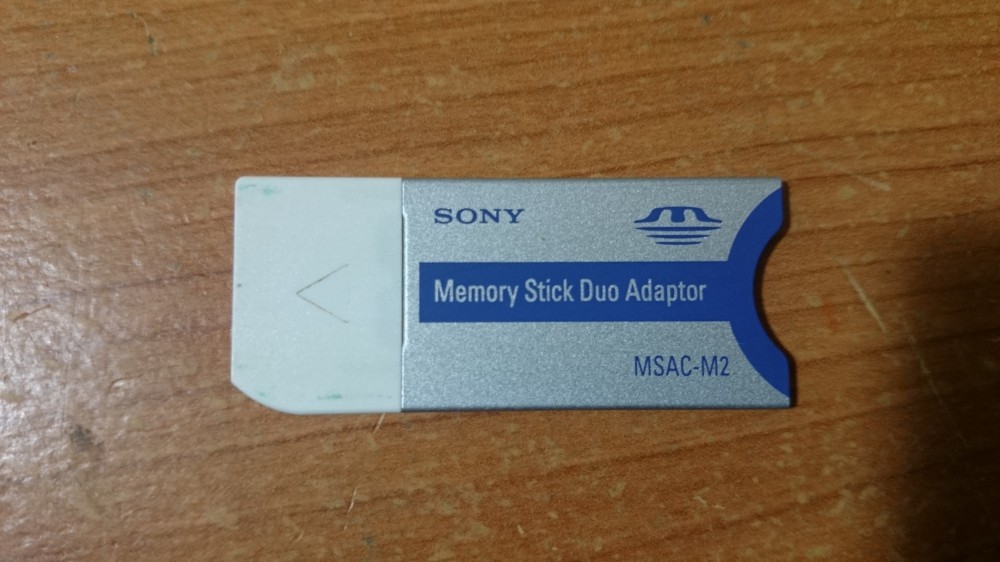 SONY
Memory Stick Duo Adaptor
MSAC-M2